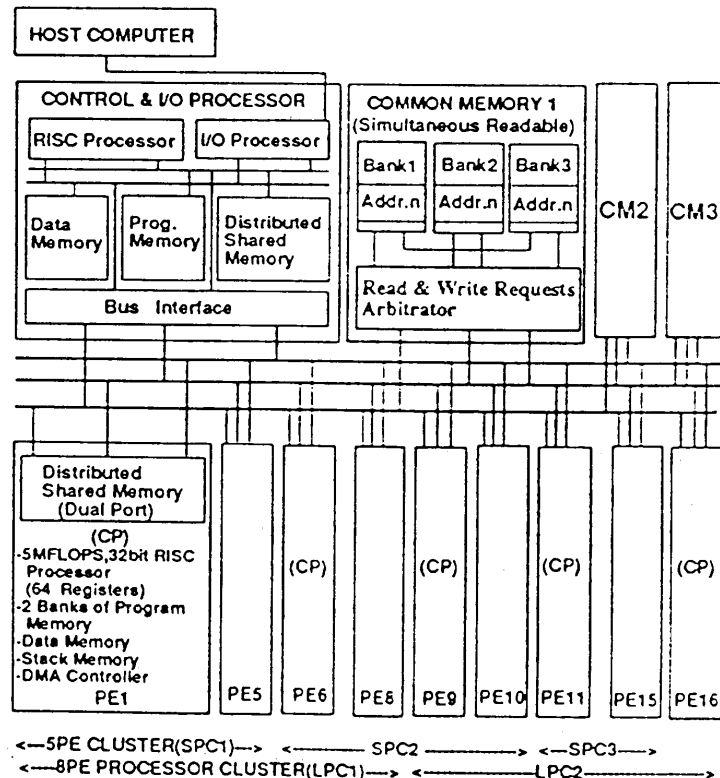 HOST COMPUTER
CONTROL & I/O PROCESSOR
RISC Processor
I/O Processor
Data
Memory
Prog.
Memory
Distributed
Shared
Memory
Bus Interface
COMMON MEMORY 1
(Simultaneous Readable)
Bank1
Bank2
Bank3
Addr.n
Addr.n
Addr.n
Read & Write Requests
Arbitrator
CM2
CM3
Distributed
Shared Memory
(Dual Port)
(CP)
-5MFLOPS,32bit RISC
Processor
(64 Registers)
-2 Banks of Program
Memory
-Data Memory
-Stack Memory
-DMA Controller
PE1
PE5
(CP)
PE6
PE8
(CP)
PE9
PE10
(CP)
PE11
PE15
(CP)
PE16
<---5PE CLUSTER(SPC1)--->
<------ SPC2 ------>
<---SPC3--->
<---8PE PROCESSOR CLUSTER(LPC1)--->
<------LPC2------>